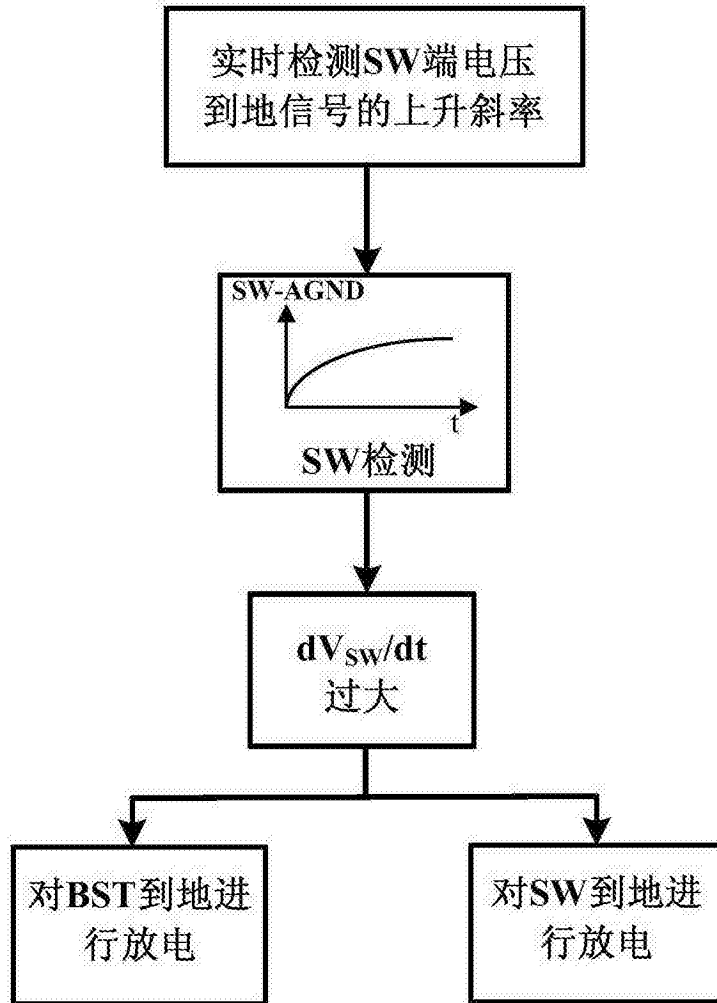 实时检测SW端电压
到地信号的上升斜率
SW-AGND
t
SW检测
dV_SW/dt
过大
对BST到地进
行放电
对SW到地进
行放电